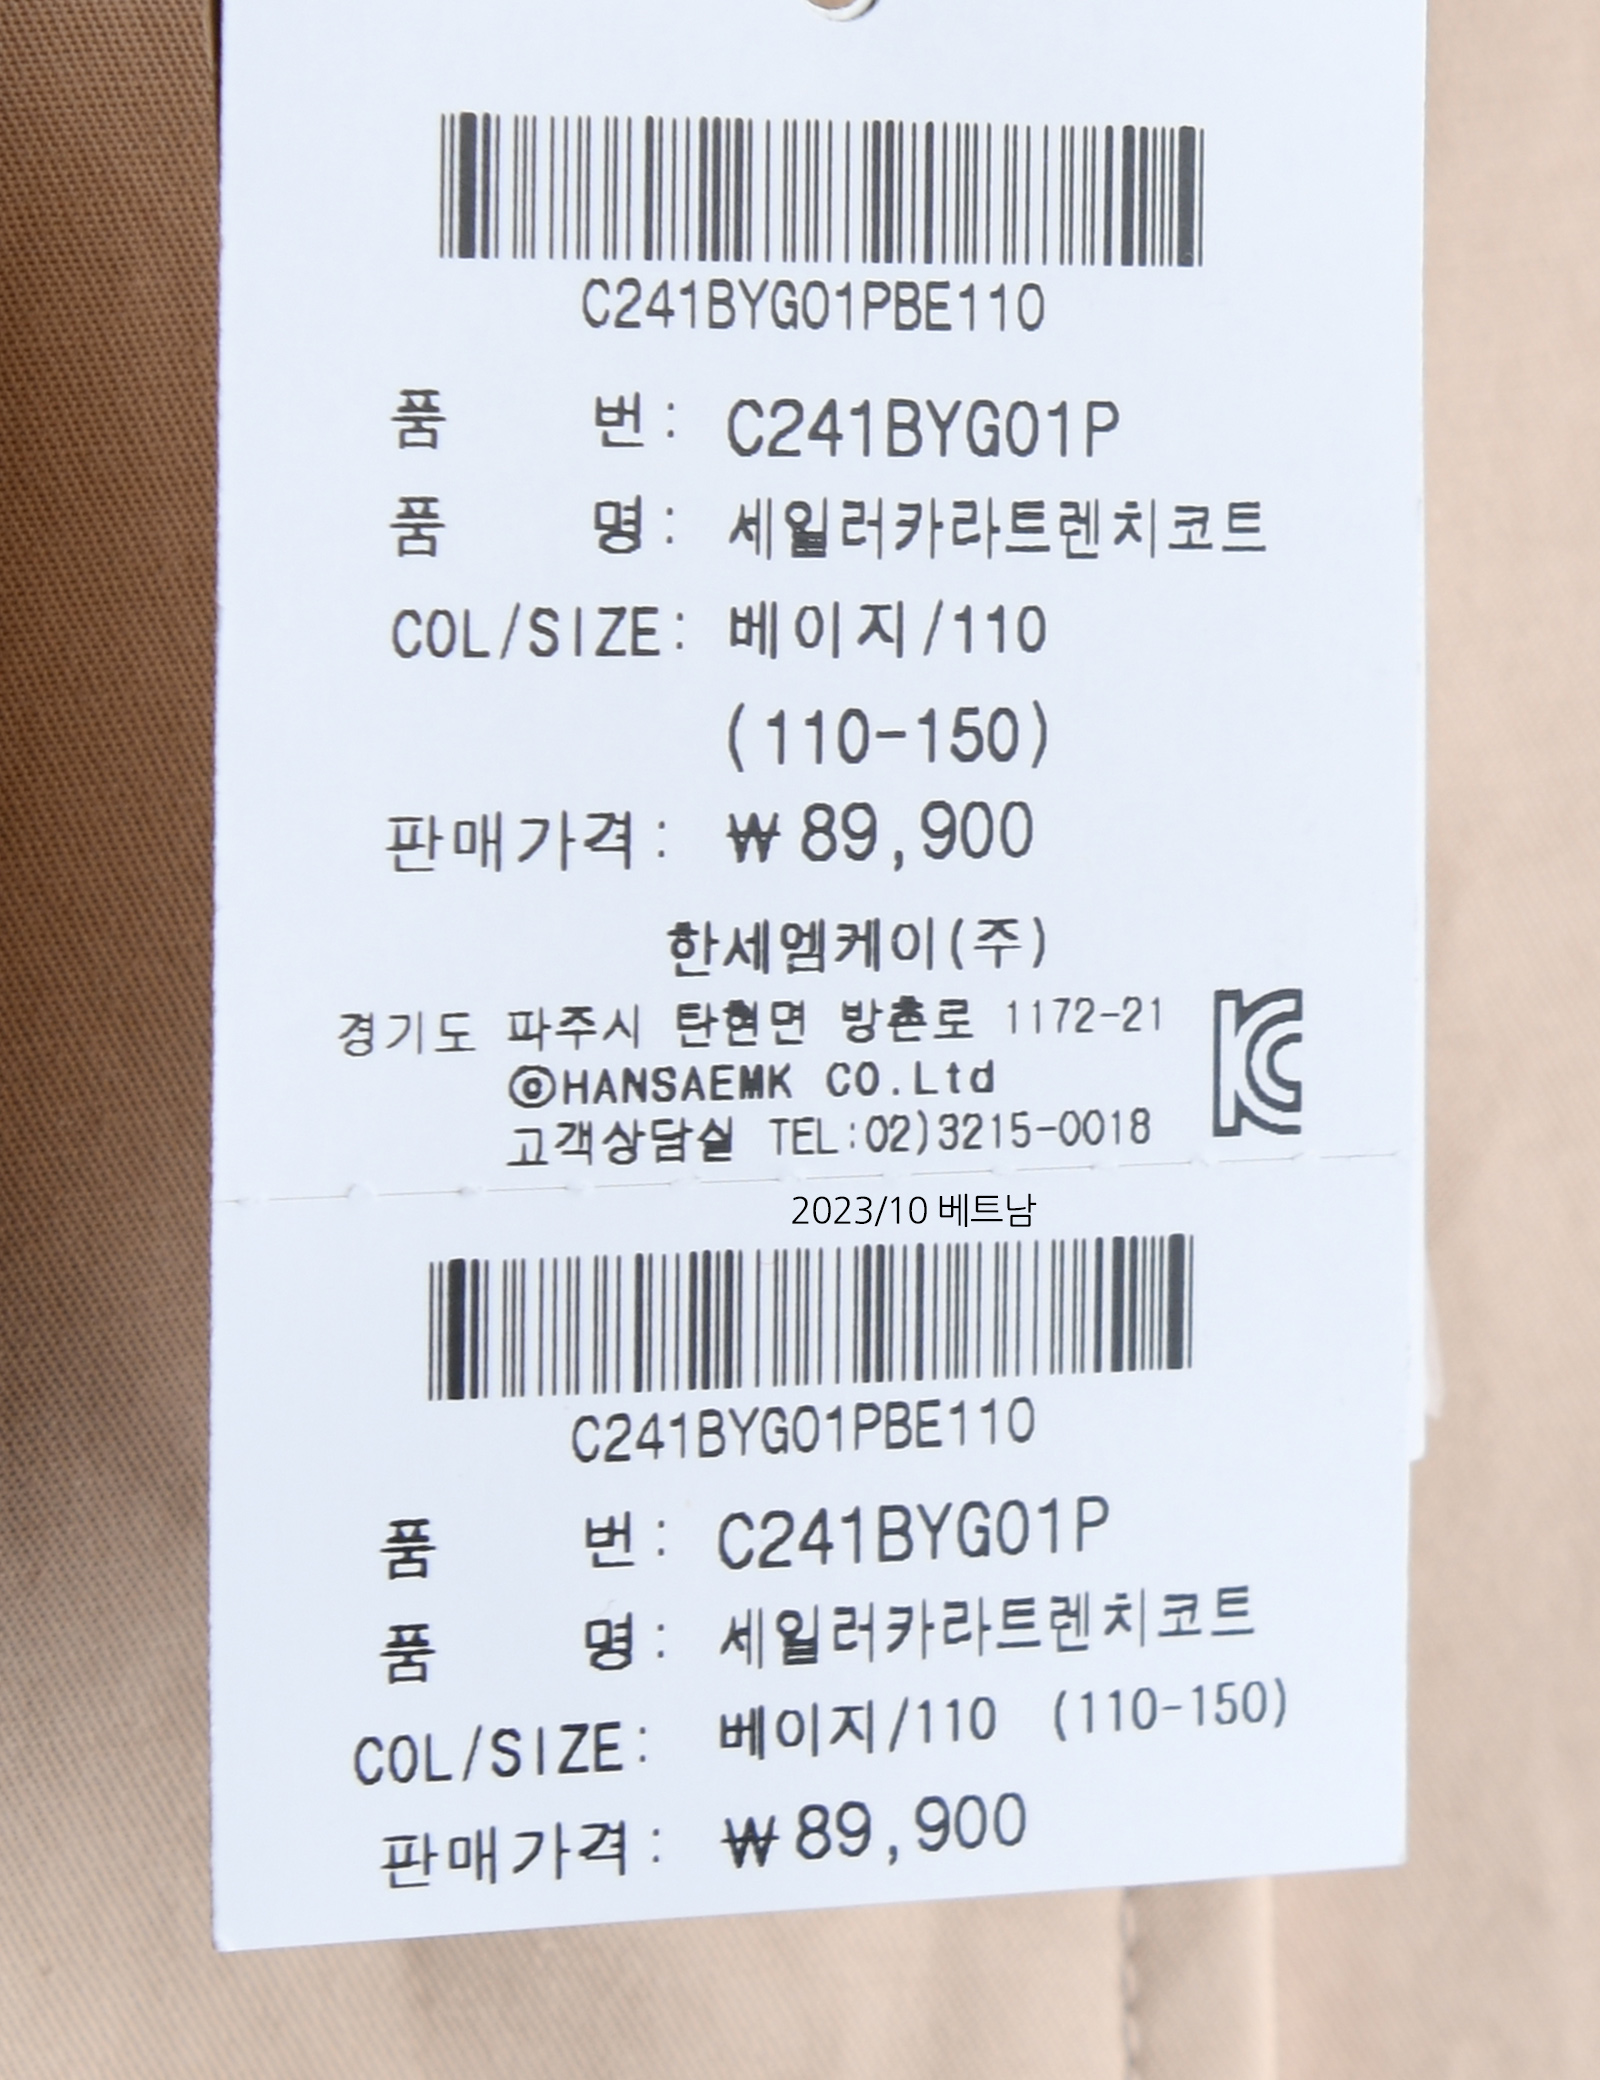 C241BYG01PBE110
품 번: C241BYG01P
품 명: 세일러카라트렌치코트
COL/SIZE: 베이지/110
(110-150)
판매가격: ₩89,900
한세엠케이(주)
경기도 파주시 탄현면 방촌로 1172-21
ⓒHANSAEMK CO.Ltd
고객상담실 TEL:02)3215-0018
KC
2023/10 베트남
C241BYG01PBE110
품 번: C241BYG01P
품 명: 세일러카라트렌치코트
COL/SIZE: 베이지/110 (110-150)
판매가격: ₩89,900